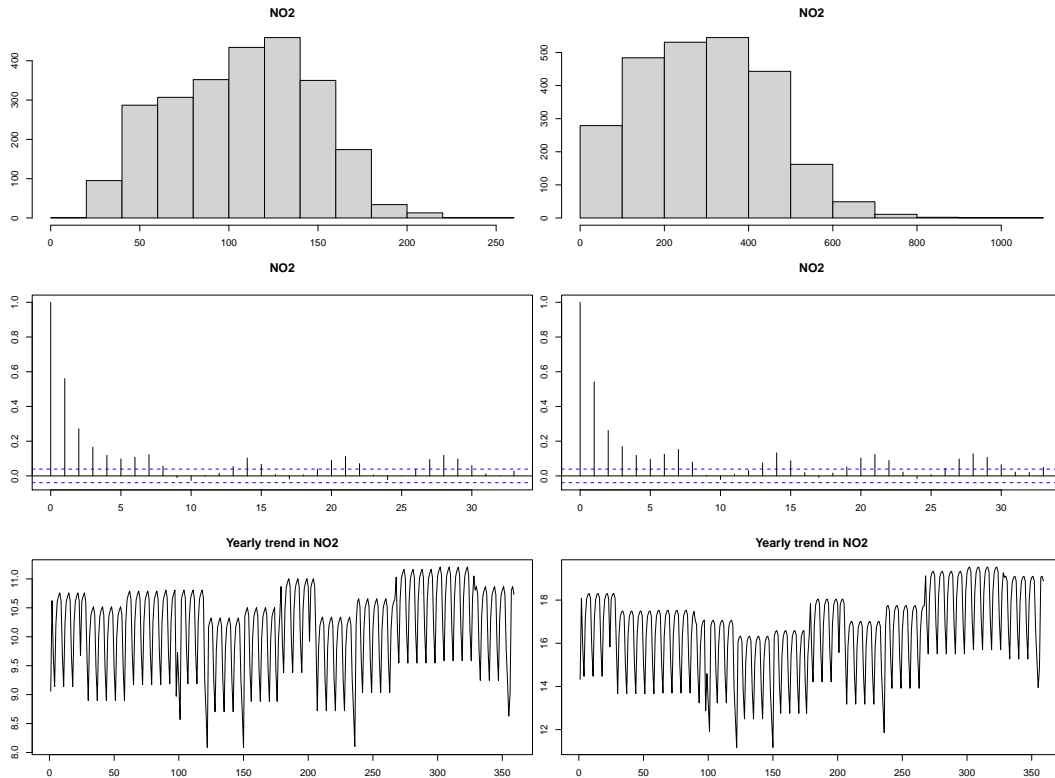 NO2
NO2
0 100 200 300 400
0 50 100 150 200 250
0 100 200 300 400 500
0 200 400 600 800 1000
NO2
NO2
0.0 0.2 0.4 0.6 0.8 1.0
0 5 10 15 20 25 30
0.0 0.2 0.4 0.6 0.8 1.0
0 5 10 15 20 25 30
Yearly trend in NO2
Yearly trend in NO2
8.0 8.5 9.0 9.5 10.0 10.5 11.0
0 50 100 150 200 250 300 350
12 14 16 18
0 50 100 150 200 250 300 350